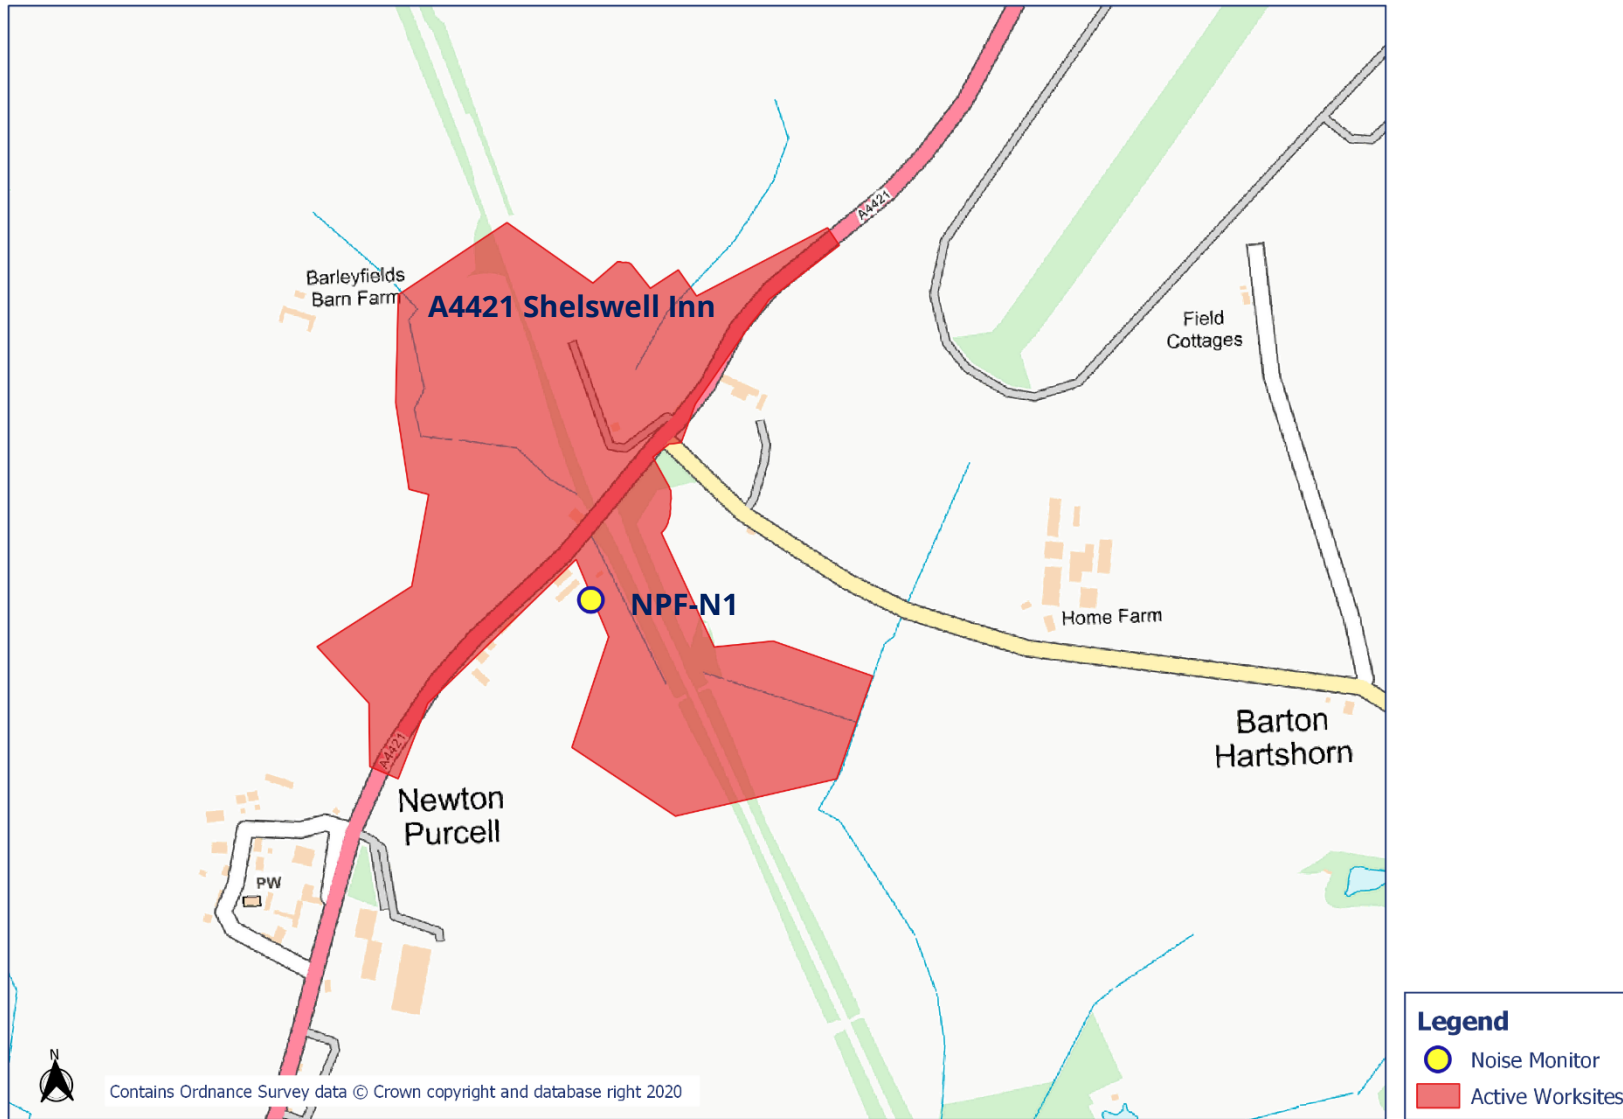 A4421
Barleyfields
Barn Farm
A4421 Shelswell Inn
Field
Cottages
NPF-N1
Home Farm
Barton
Hartshorn
A4421
Newton
Purcell
PW
N
Contains Ordnance Survey data © Crown copyright and database right 2020
Legend
Noise Monitor
Active Worksites